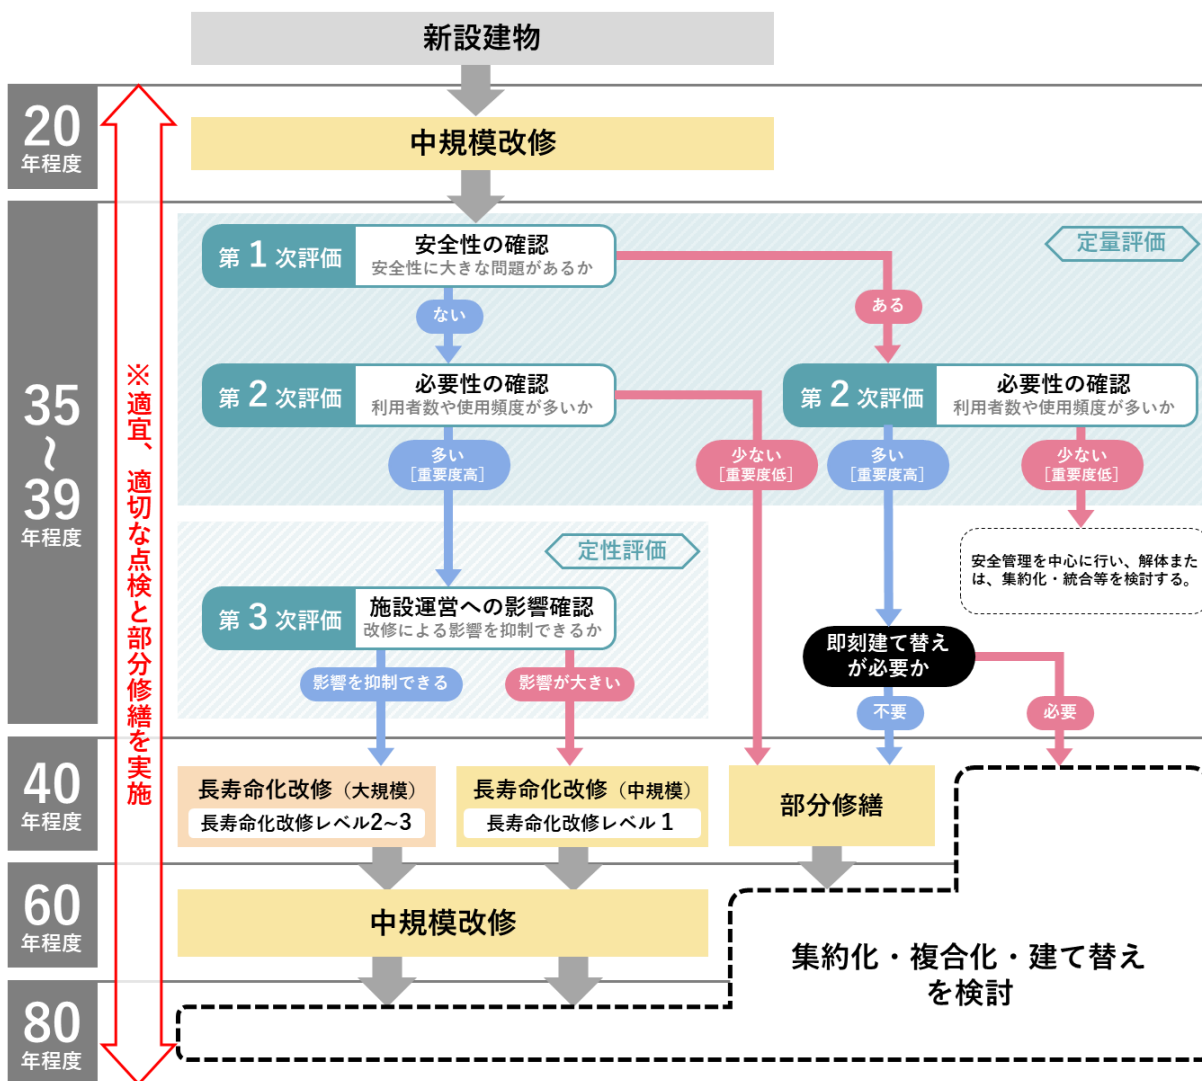 新設建物
20
年程度
中規模改修
35
~
39
年程度
定量評価
第 1 次評価
安全性の確認
安全性に大きな問題があるか
ない
ある
第 2 次評価
必要性の確認
利用者数や使用頻度が多いか
第 2 次評価
必要性の確認
利用者数や使用頻度が多いか
多い
[重要度高]
少ない
[重要度低]
多い
[重要度高]
少ない
[重要度低]
定性評価
安全管理を中心に行い、解体また
は、集約化・統合等を検討する。
第 3 次評価
施設運営への影響確認
改修による影響を抑制できるか
即刻建て替え
が必要か
影響を抑制できる
影響が大きい
不要
必要
※適宜、適切な点検と部分修繕を実施
40
年程度
長寿命化改修（大規模）
長寿命化改修レベル2~3
長寿命化改修（中規模）
長寿命化改修レベル 1
部分修繕
60
年程度
中規模改修
集約化・複合化・建て替え
を検討
80
年程度